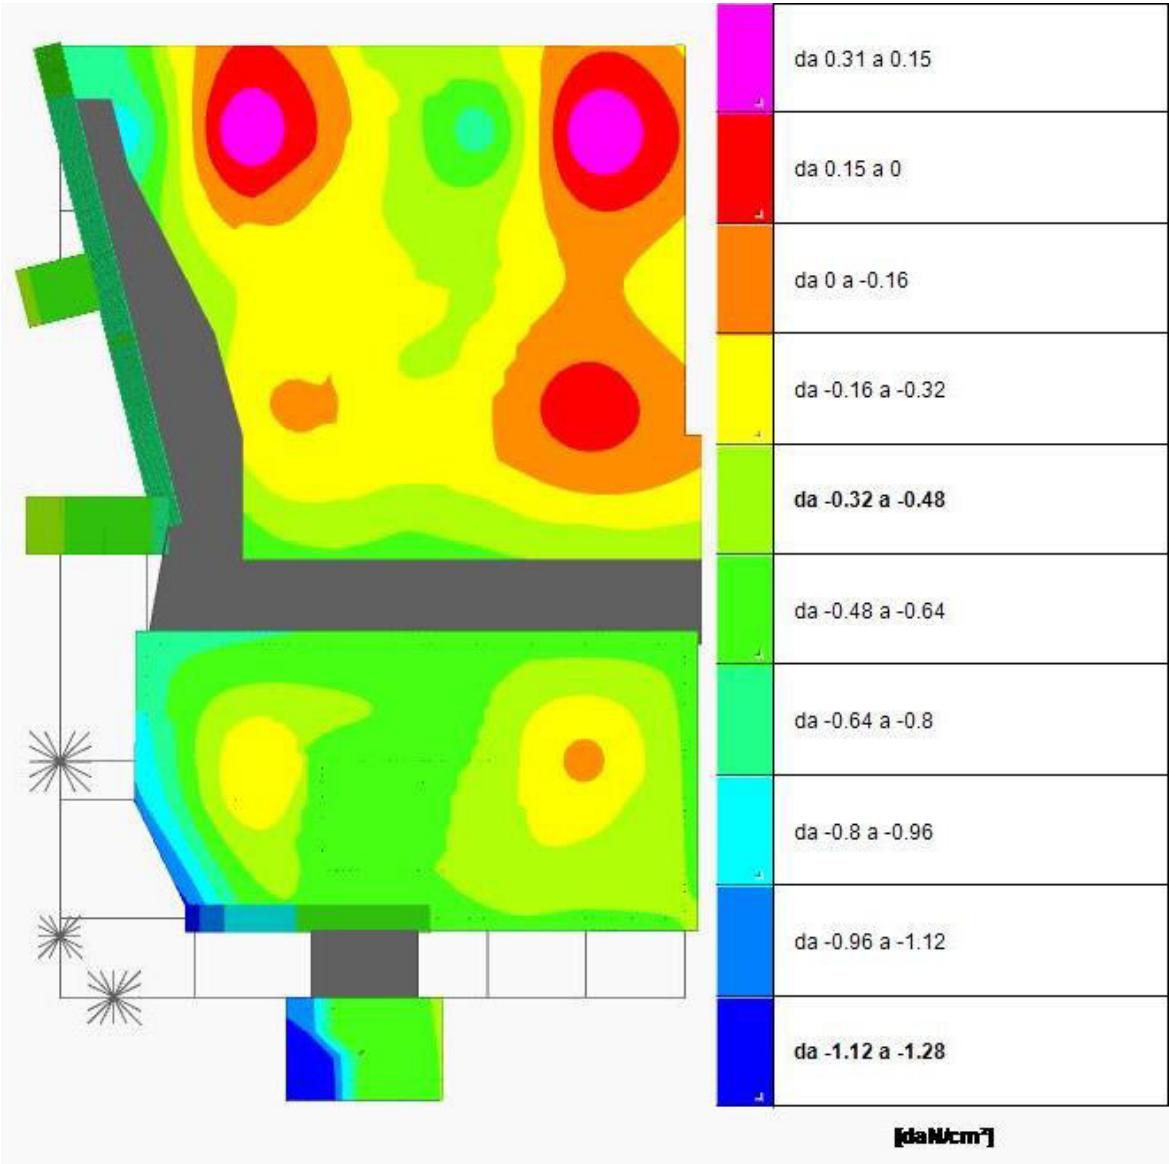 da 0.31 a 0.15
da 0.15 a 0
da 0 a -0.16
da -0.16 a -0.32
da -0.32 a -0.48
da -0.48 a -0.64
da -0.64 a -0.8
da -0.8 a -0.96
da -0.96 a -1.12
da -1.12 a -1.28
[daN/cm²]